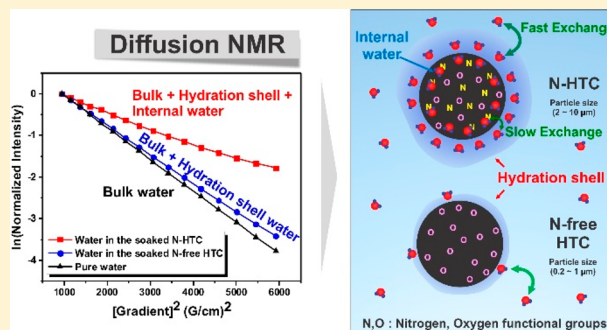 Diffusion NMR
Bulk + Hydration shell +
Internal water
Bulk + Hydration shell water
Bulk water
Water in the soaked N-HTC
Water in the soaked N-free HTC
Pure water
ln(Normalized Intensity)
0
-1
-2
-3
-4
1000 2000 3000 4000 5000 6000
[Gradient]² (G/cm)²
Internal
water
Fast Exchang
N-HTC
(Particle size
(2 ~ 10 μm)
Slow Exchange
Hydration shell
N-free
HTC
Particle size
(0.2 ~ 1 μm)
N N N N N N N N N
O O O O O O
O O O O O O O O O O
N,O : Nitrogen, Oxygen functional groups